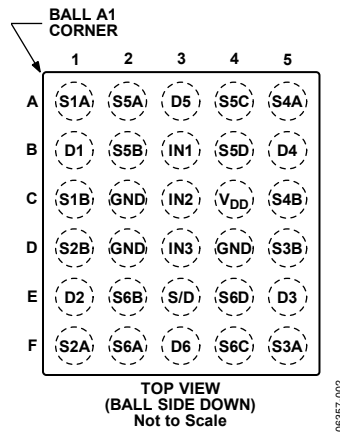 BALL A1
CORNER
1 2 3 4 5
A S1A S5A D5 S5C S4A
B D1 S5B IN1 S5D D4
C S1B GND IN2 VDD S4B
D S2B GND IN3 GND S3B
E D2 S6B S/D S6D D3
F S2A S6A D6 S6C S3A
TOP VIEW
(BALL SIDE DOWN)
Not to Scale
06357-002